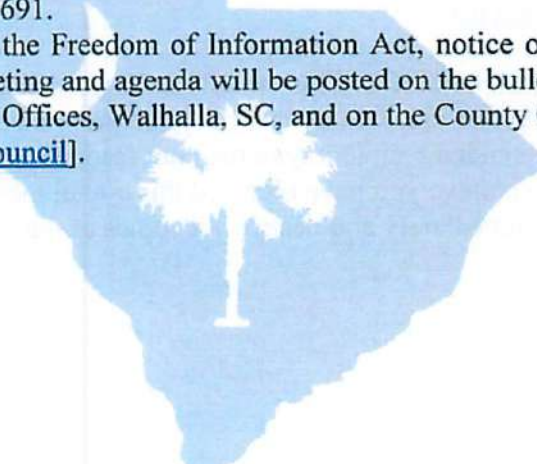 691.
the Freedom of Information Act, notice o
eting and agenda will be posted on the bull
Offices, Walhalla, SC, and on the County
ouncil].